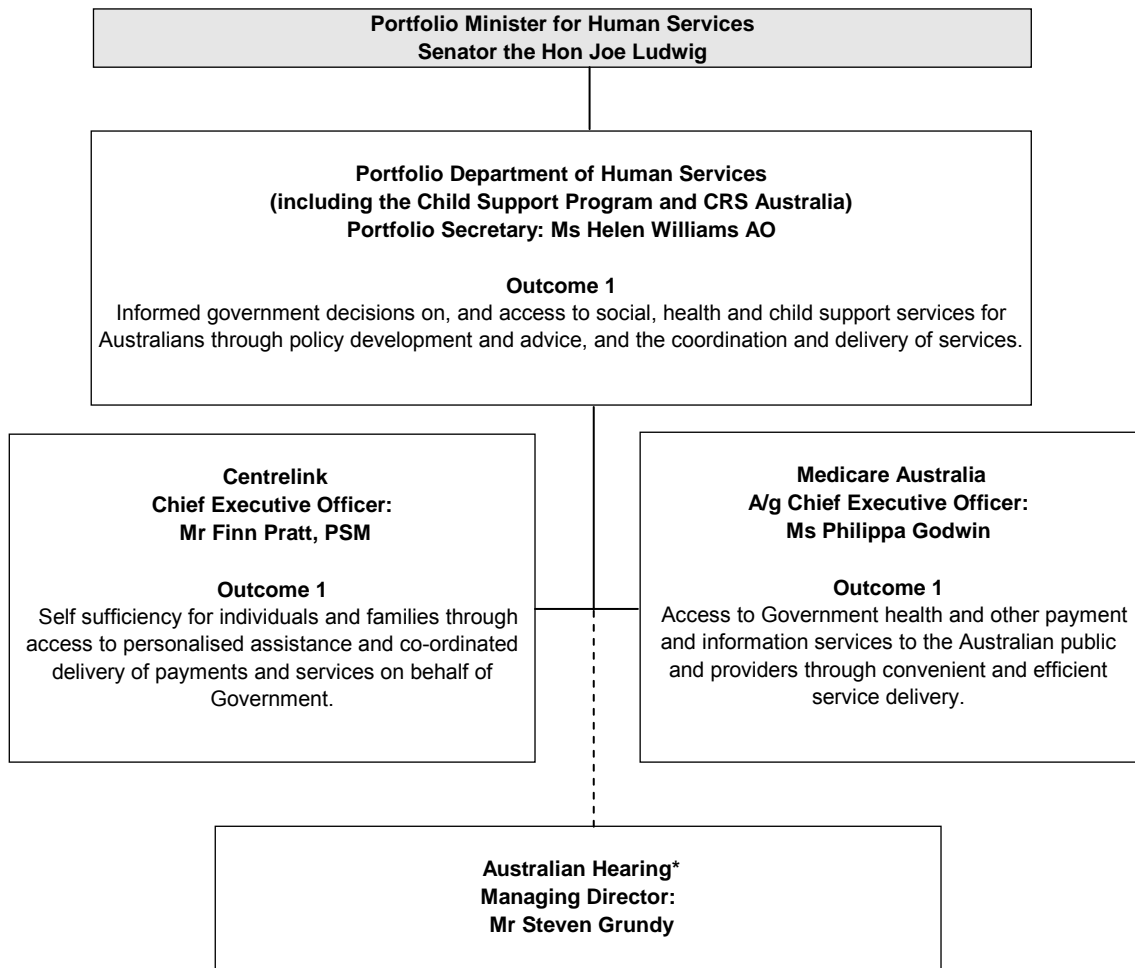 Portfolio Minister for Human Services
Senator the Hon Joe Ludwig
Portfolio Department of Human Services
(including the Child Support Program and CRS Australia)
Portfolio Secretary: Ms Helen Williams AO
Outcome 1
Informed government decisions on, and access to social, health and child support services for
Australians through policy development and advice, and the coordination and delivery of services.
Centrelink
Chief Executive Officer:
Mr Finn Pratt, PSM
Outcome 1
Self sufficiency for individuals and families through
access to personalised assistance and co-ordinated
delivery of payments and services on behalf of
Government.
Medicare Australia
A/g Chief Executive Officer:
Ms Philippa Godwin
Outcome 1
Access to Government health and other payment
and information services to the Australian public
and providers through convenient and efficient
service delivery.
Australian Hearing*
Managing Director:
Mr Steven Grundy